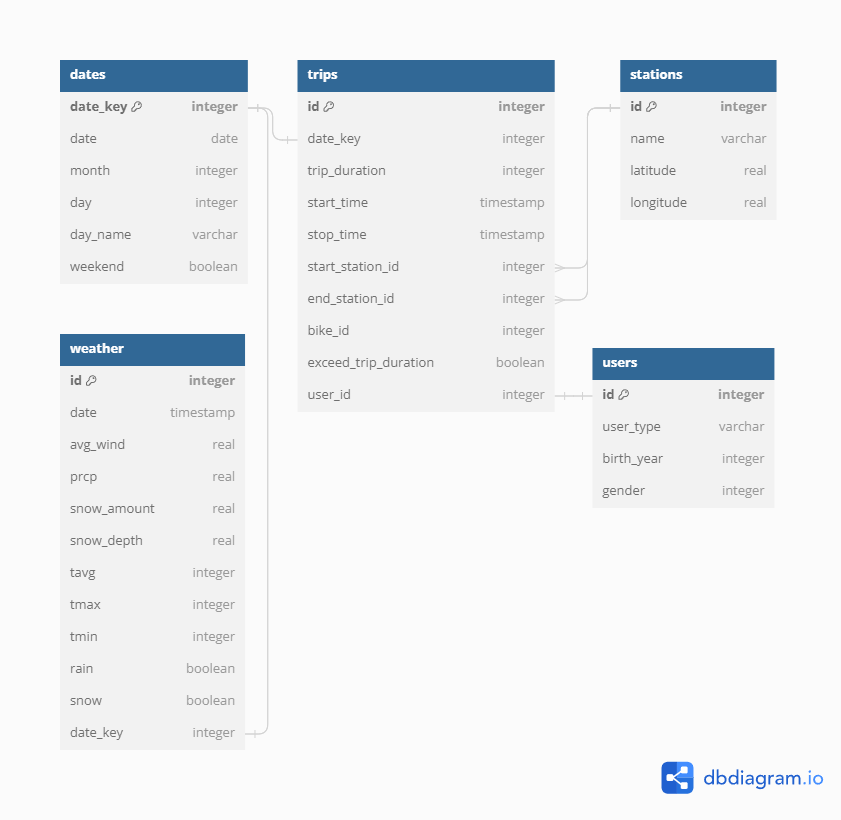 dates
date_key integer
date date
month integer
day integer
day_name varchar
weekend boolean
trips
id integer
date_key integer
trip_duration integer
start_time timestamp
stop_time timestamp
start_station_id integer
end_station_id integer
bike_id integer
exceed_trip_duration boolean
user_id integer
stations
id integer
name varchar
latitude real
longitude real
weather
id integer
date timestamp
avg_wind real
prcp real
snow_amount real
snow_depth real
tavg integer
tmax integer
tmin integer
rain boolean
snow boolean
date_key integer
users
id integer
user_type varchar
birth_year integer
gender integer
dbdiagram.io